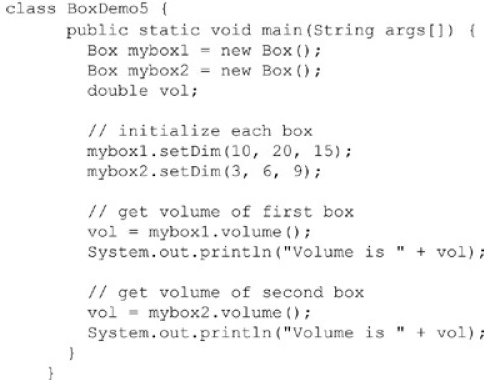 class BoxDemo5 {
public static void main(String args[]) {
Box mybox1 = new Box();
Box mybox2 = new Box();
double vol;
// initialize each box
mybox1.setDim(10, 20, 15);
mybox2.setDim(3, 6, 9);
// get volume of first box
vol = mybox1.volume();
System.out.println("Volume is " + vol);
// get volume of second box
vol = mybox2.volume();
System.out.println("Volume is " + vol);
}
}